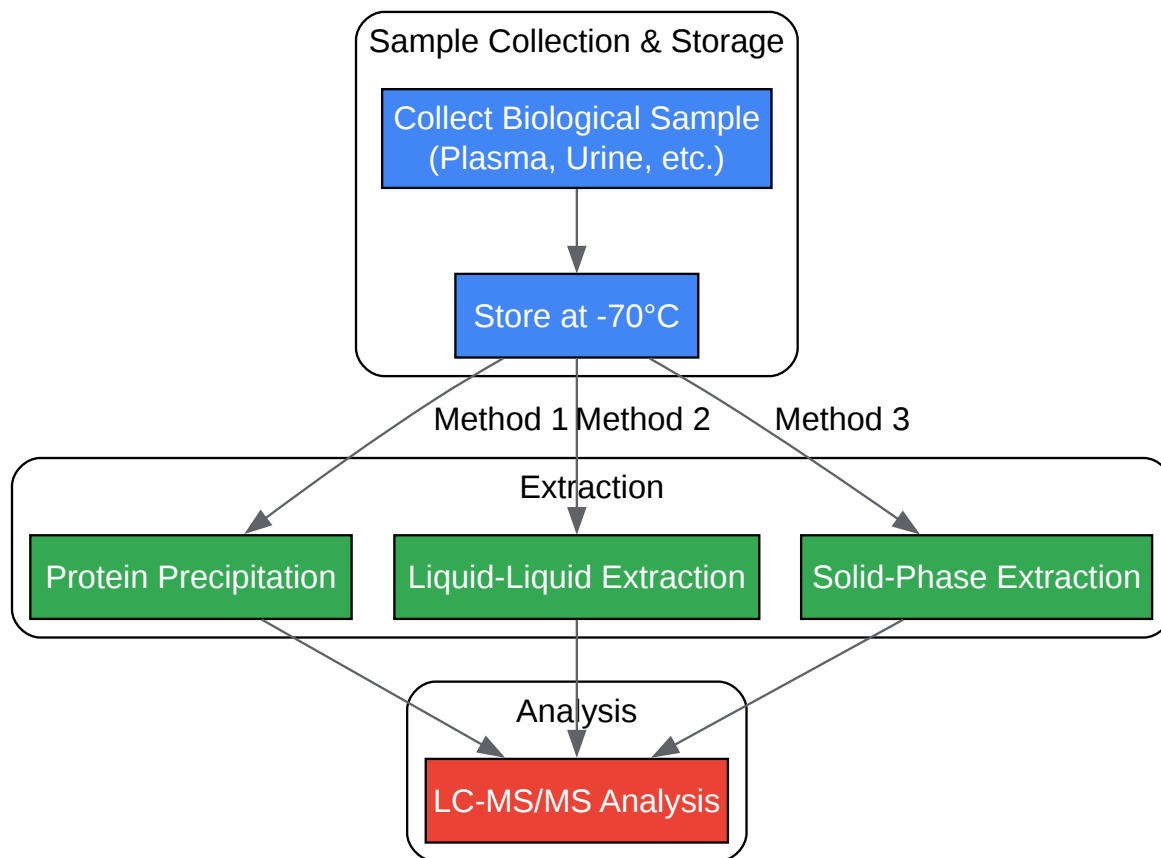 Sample Collection & Storage
Collect Biological Sample
(Plasma, Urine, etc.)
Store at -70°C
Method 1
Method 2
Method 3
Extraction
Protein Precipitation
Liquid-Liquid Extraction
Solid-Phase Extraction
Analysis
LC-MS/MS Analysis